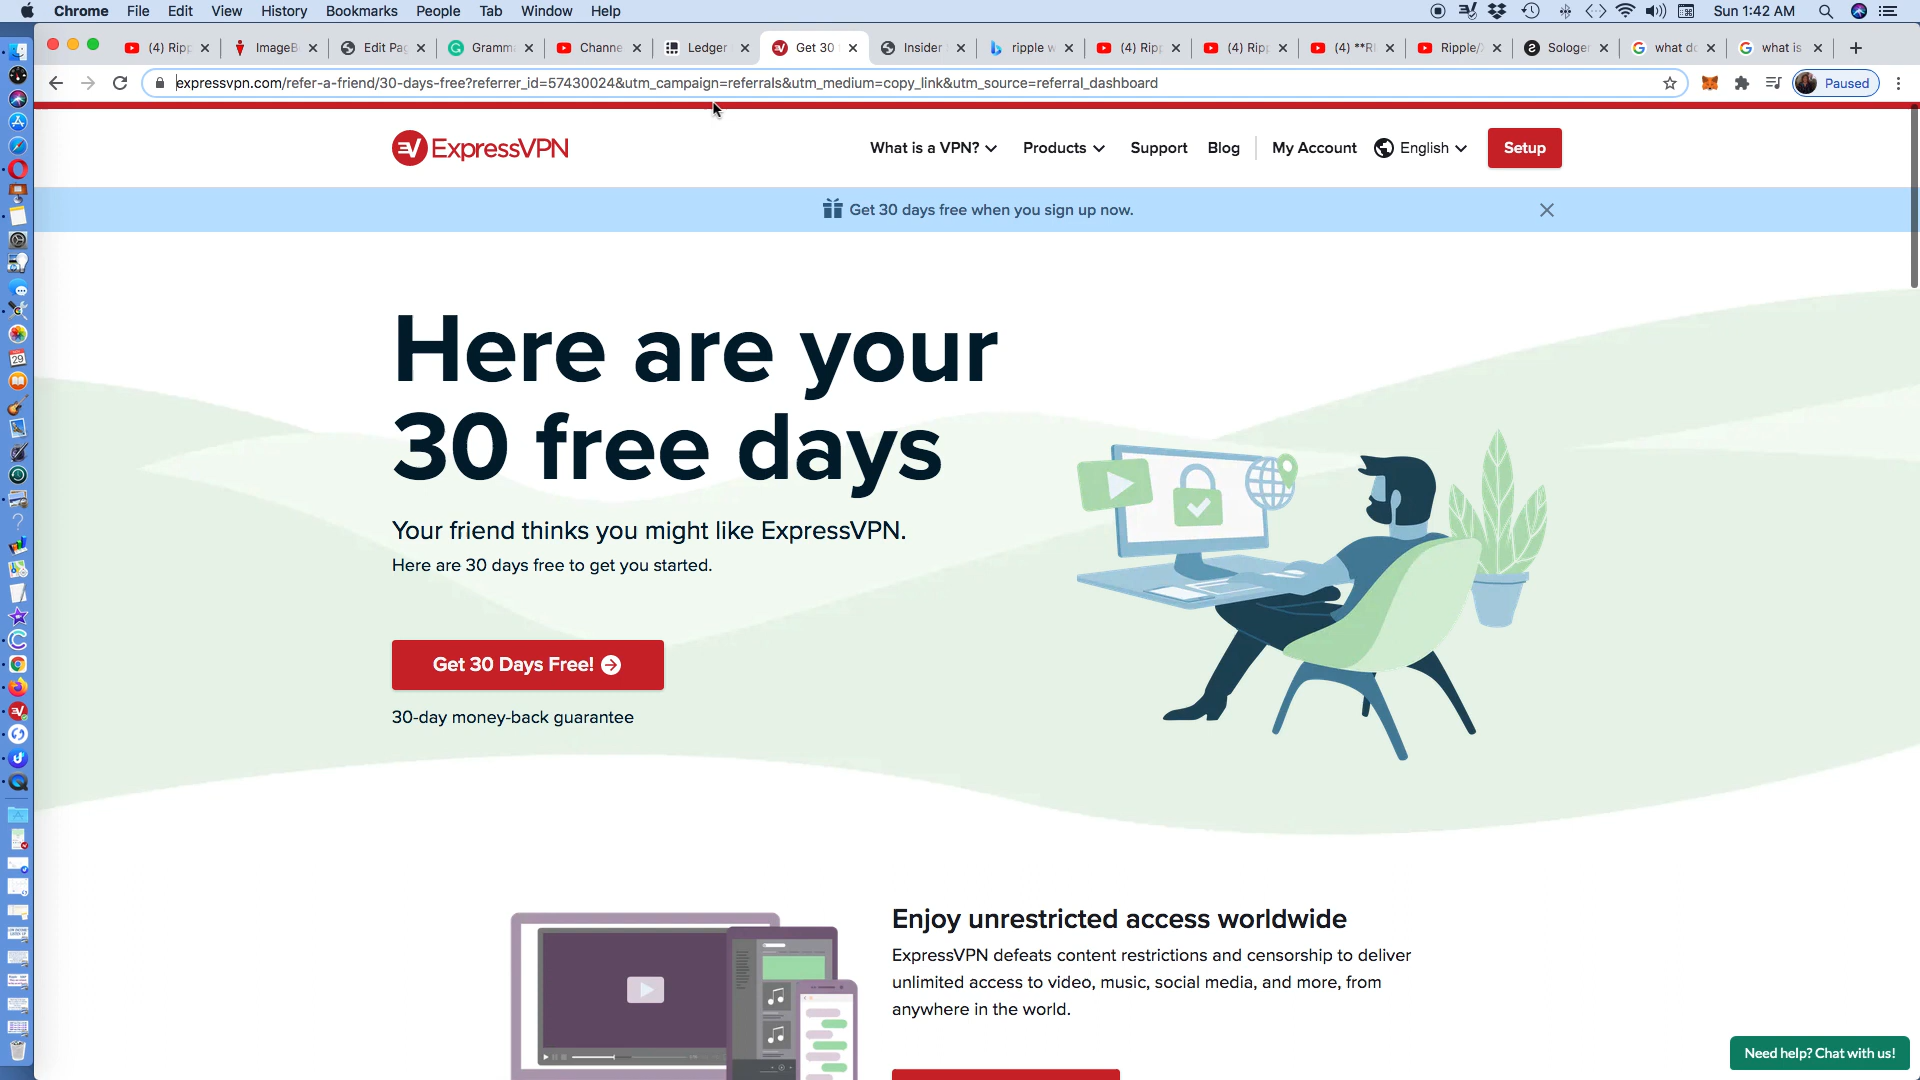 Chrome File Edit View History Bookmarks People Tab Window Help Sun 1:42 AM
(4) Rip ImageB Edit Pa Gramm Channe Ledger Get 30 Insider ripple w (4) Rip (4) Rip (4) **R Ripple/ Sologe what d what is
expressvpn.com/refer-a-friend/30-days-free?referrer_id=57430024&utm_campaign=referrals&utm_medium=copy_link&utm_source=referral_dashboard Paused
ExpressVPN What is a VPN? Products Support Blog My Account English Setup
Get 30 days free when you sign up now.
Here are your
30 free days
Your friend thinks you might like ExpressVPN.
Here are 30 days free to get you started.
Get 30 Days Free!
30-day money-back guarantee
Enjoy unrestricted access worldwide
ExpressVPN defeats content restrictions and censorship to deliver
unlimited access to video, music, social media, and more, from
anywhere in the world.
Need help? Chat with us!